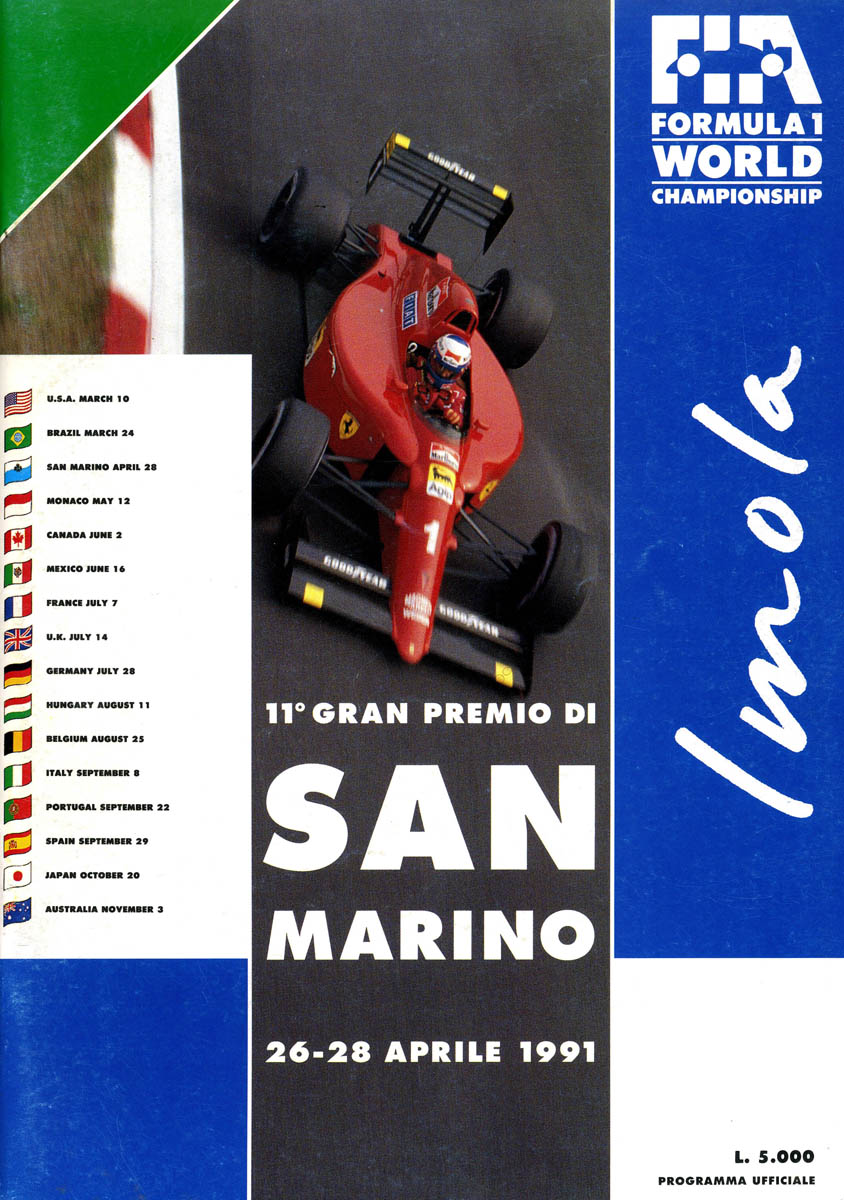 FIA
FORMULA 1
WORLD
CHAMPIONSHIP
Imola
GOODYEAR
FIAT
Marlboro
Agip
1
GOODYEAR
GOODYEAR
U.S.A. MARCH 10
BRAZIL MARCH 24
SAN MARINO APRIL 28
MONACO MAY 12
CANADA JUNE 2
MEXICO JUNE 16
FRANCE JULY 7
U.K. JULY 14
GERMANY JULY 28
HUNGARY AUGUST 11
BELGIUM AUGUST 25
ITALY SEPTEMBER 8
PORTUGAL SEPTEMBER 22
SPAIN SEPTEMBER 29
JAPAN OCTOBER 20
AUSTRALIA NOVEMBER 3
11° GRAN PREMIO DI
SAN
MARINO
26-28 APRILE 1991
L. 5.000
PROGRAMMA UFFICIALE